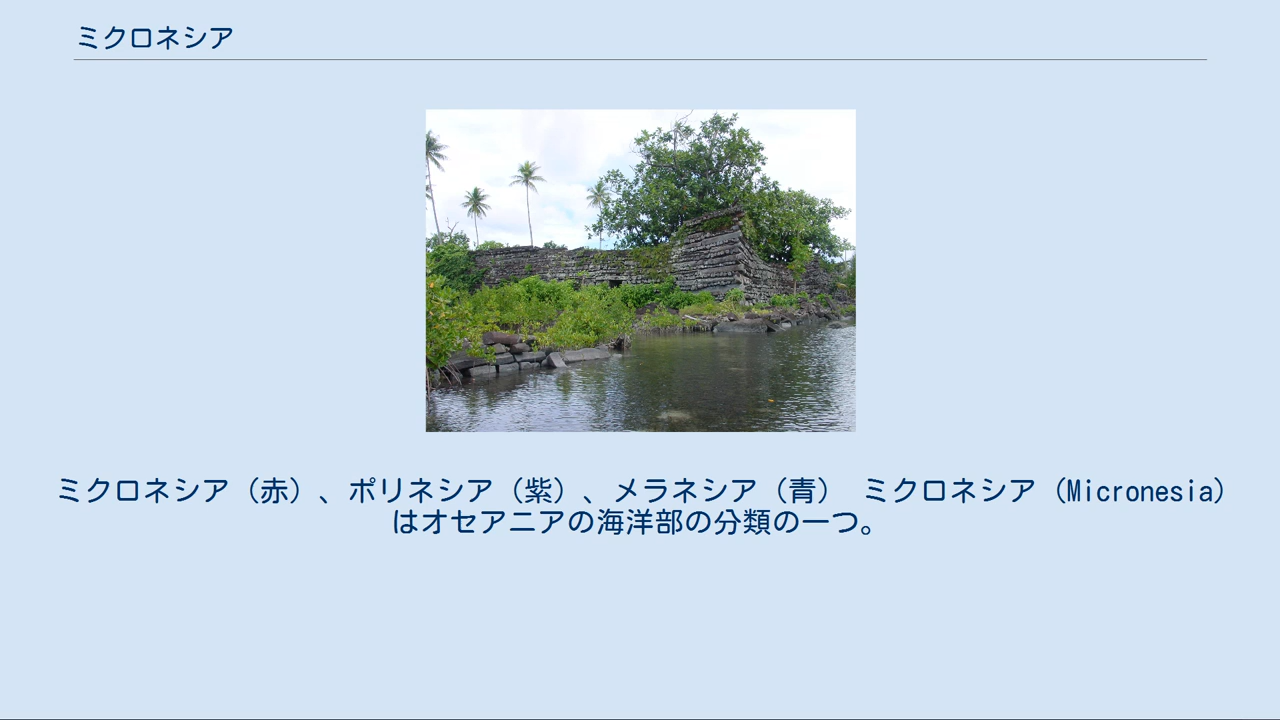 ミクロネシア
ミクロネシア（赤）、ポリネシア（紫）、メラネシア（青） ミクロネシア（Micronesia）
はオセアニアの海洋部の分類の一つ。